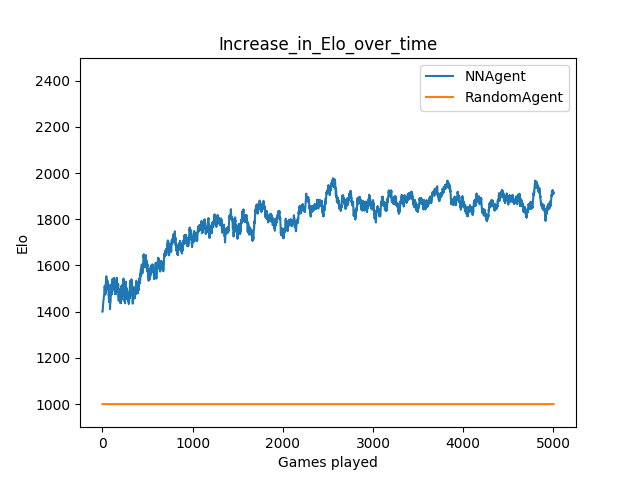 Increase_in_Elo_over_time
NNAgent
RandomAgent
2400
2200
2000
1800
1600
1400
1200
1000
Elo
0 1000 2000 3000 4000 5000
Games played